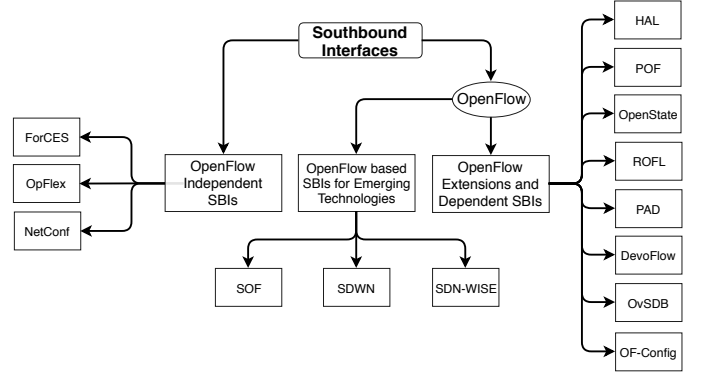 Southbound
Interfaces
OpenFlow
ForCES
OpFlex
NetConf
OpenFlow
Independent
SBIs
OpenFlow based
SBIs for Emerging
Technologies
OpenFlow
Extensions and
Dependent SBIs
SOF
SDWN
SDN-WISE
HAL
POF
OpenState
ROFL
PAD
DevoFlow
OvSDB
OF-Config